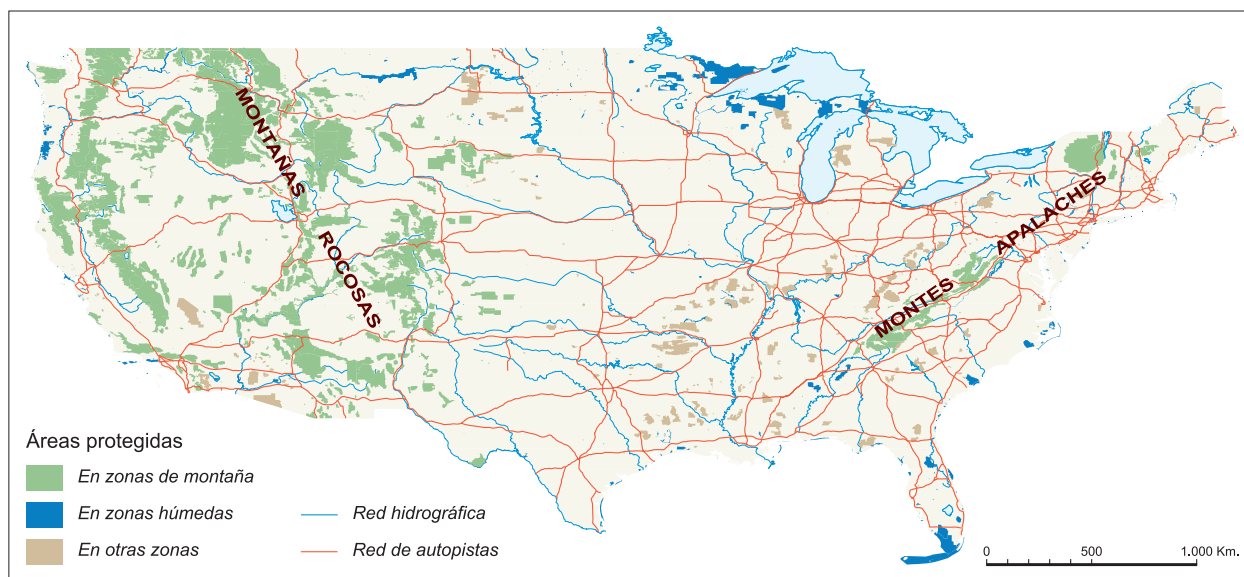 MONTAÑAS
ROCOSAS
MONTES
APALACHES
Áreas protegidas
En zonas de montaña
En zonas húmedas
En otras zonas
Red hidrográfica
Red de autopistas
0 500 1.000 Km.